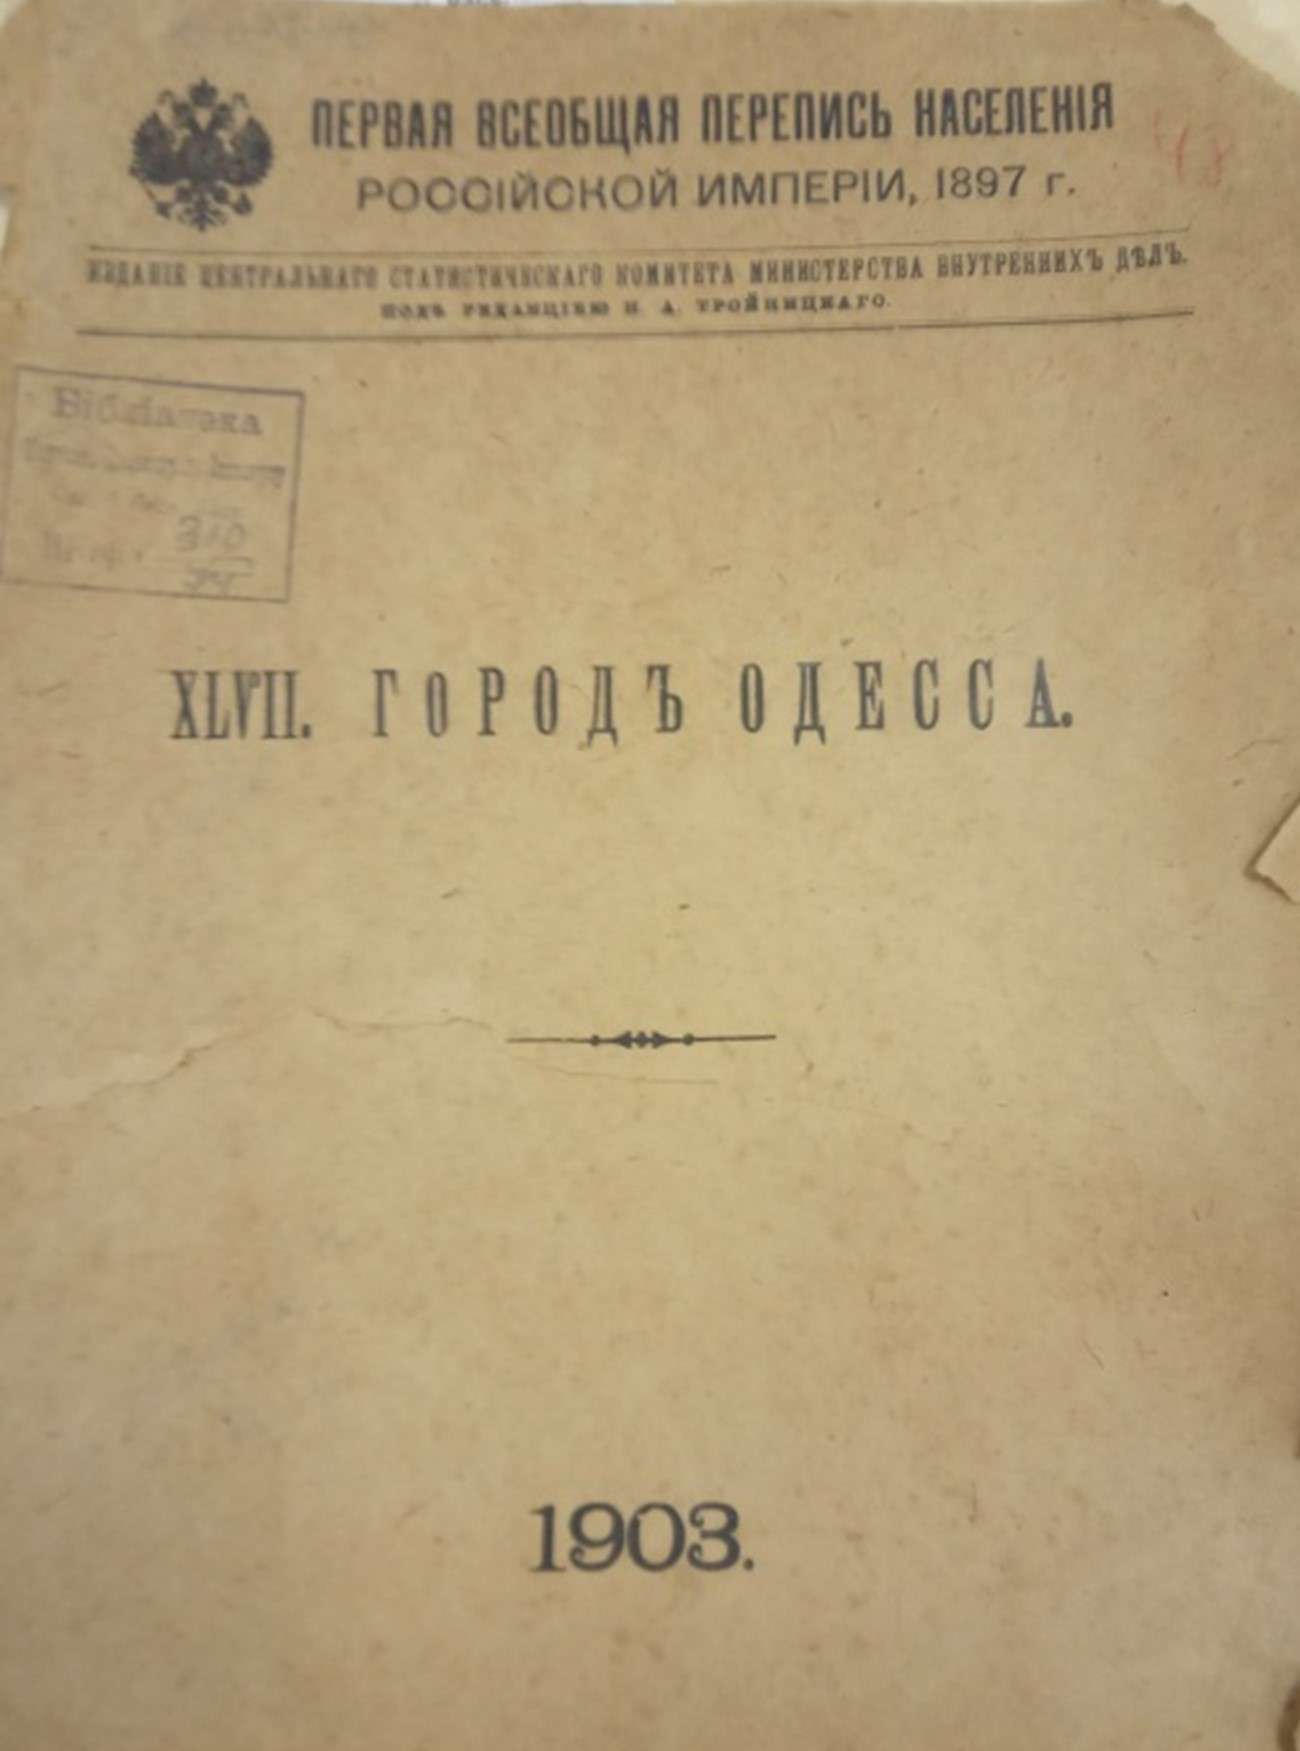 ПЕРВАЯ ВСЕОБЩАЯ ПЕРЕПИСЬ НАСЕЛЕНІЯ
РОССІЙСКОЙ ИМПЕРІИ, 1897 г.
48
ИЗДАНІЕ ЦЕНТРАЛЬНАГО СТАТИСТИЧЕСКАГО КОМИТЕТА МИНИСТЕРСТВА ВНУТРЕННИХЪ ДѢЛЪ.
ПОДЪ РЕДАКЦІЕЮ Н. А. ТРОЙНИЦКАГО.
Бібліотека
310
XLVII. ГОРОДЪ ОДЕССА.
1903.